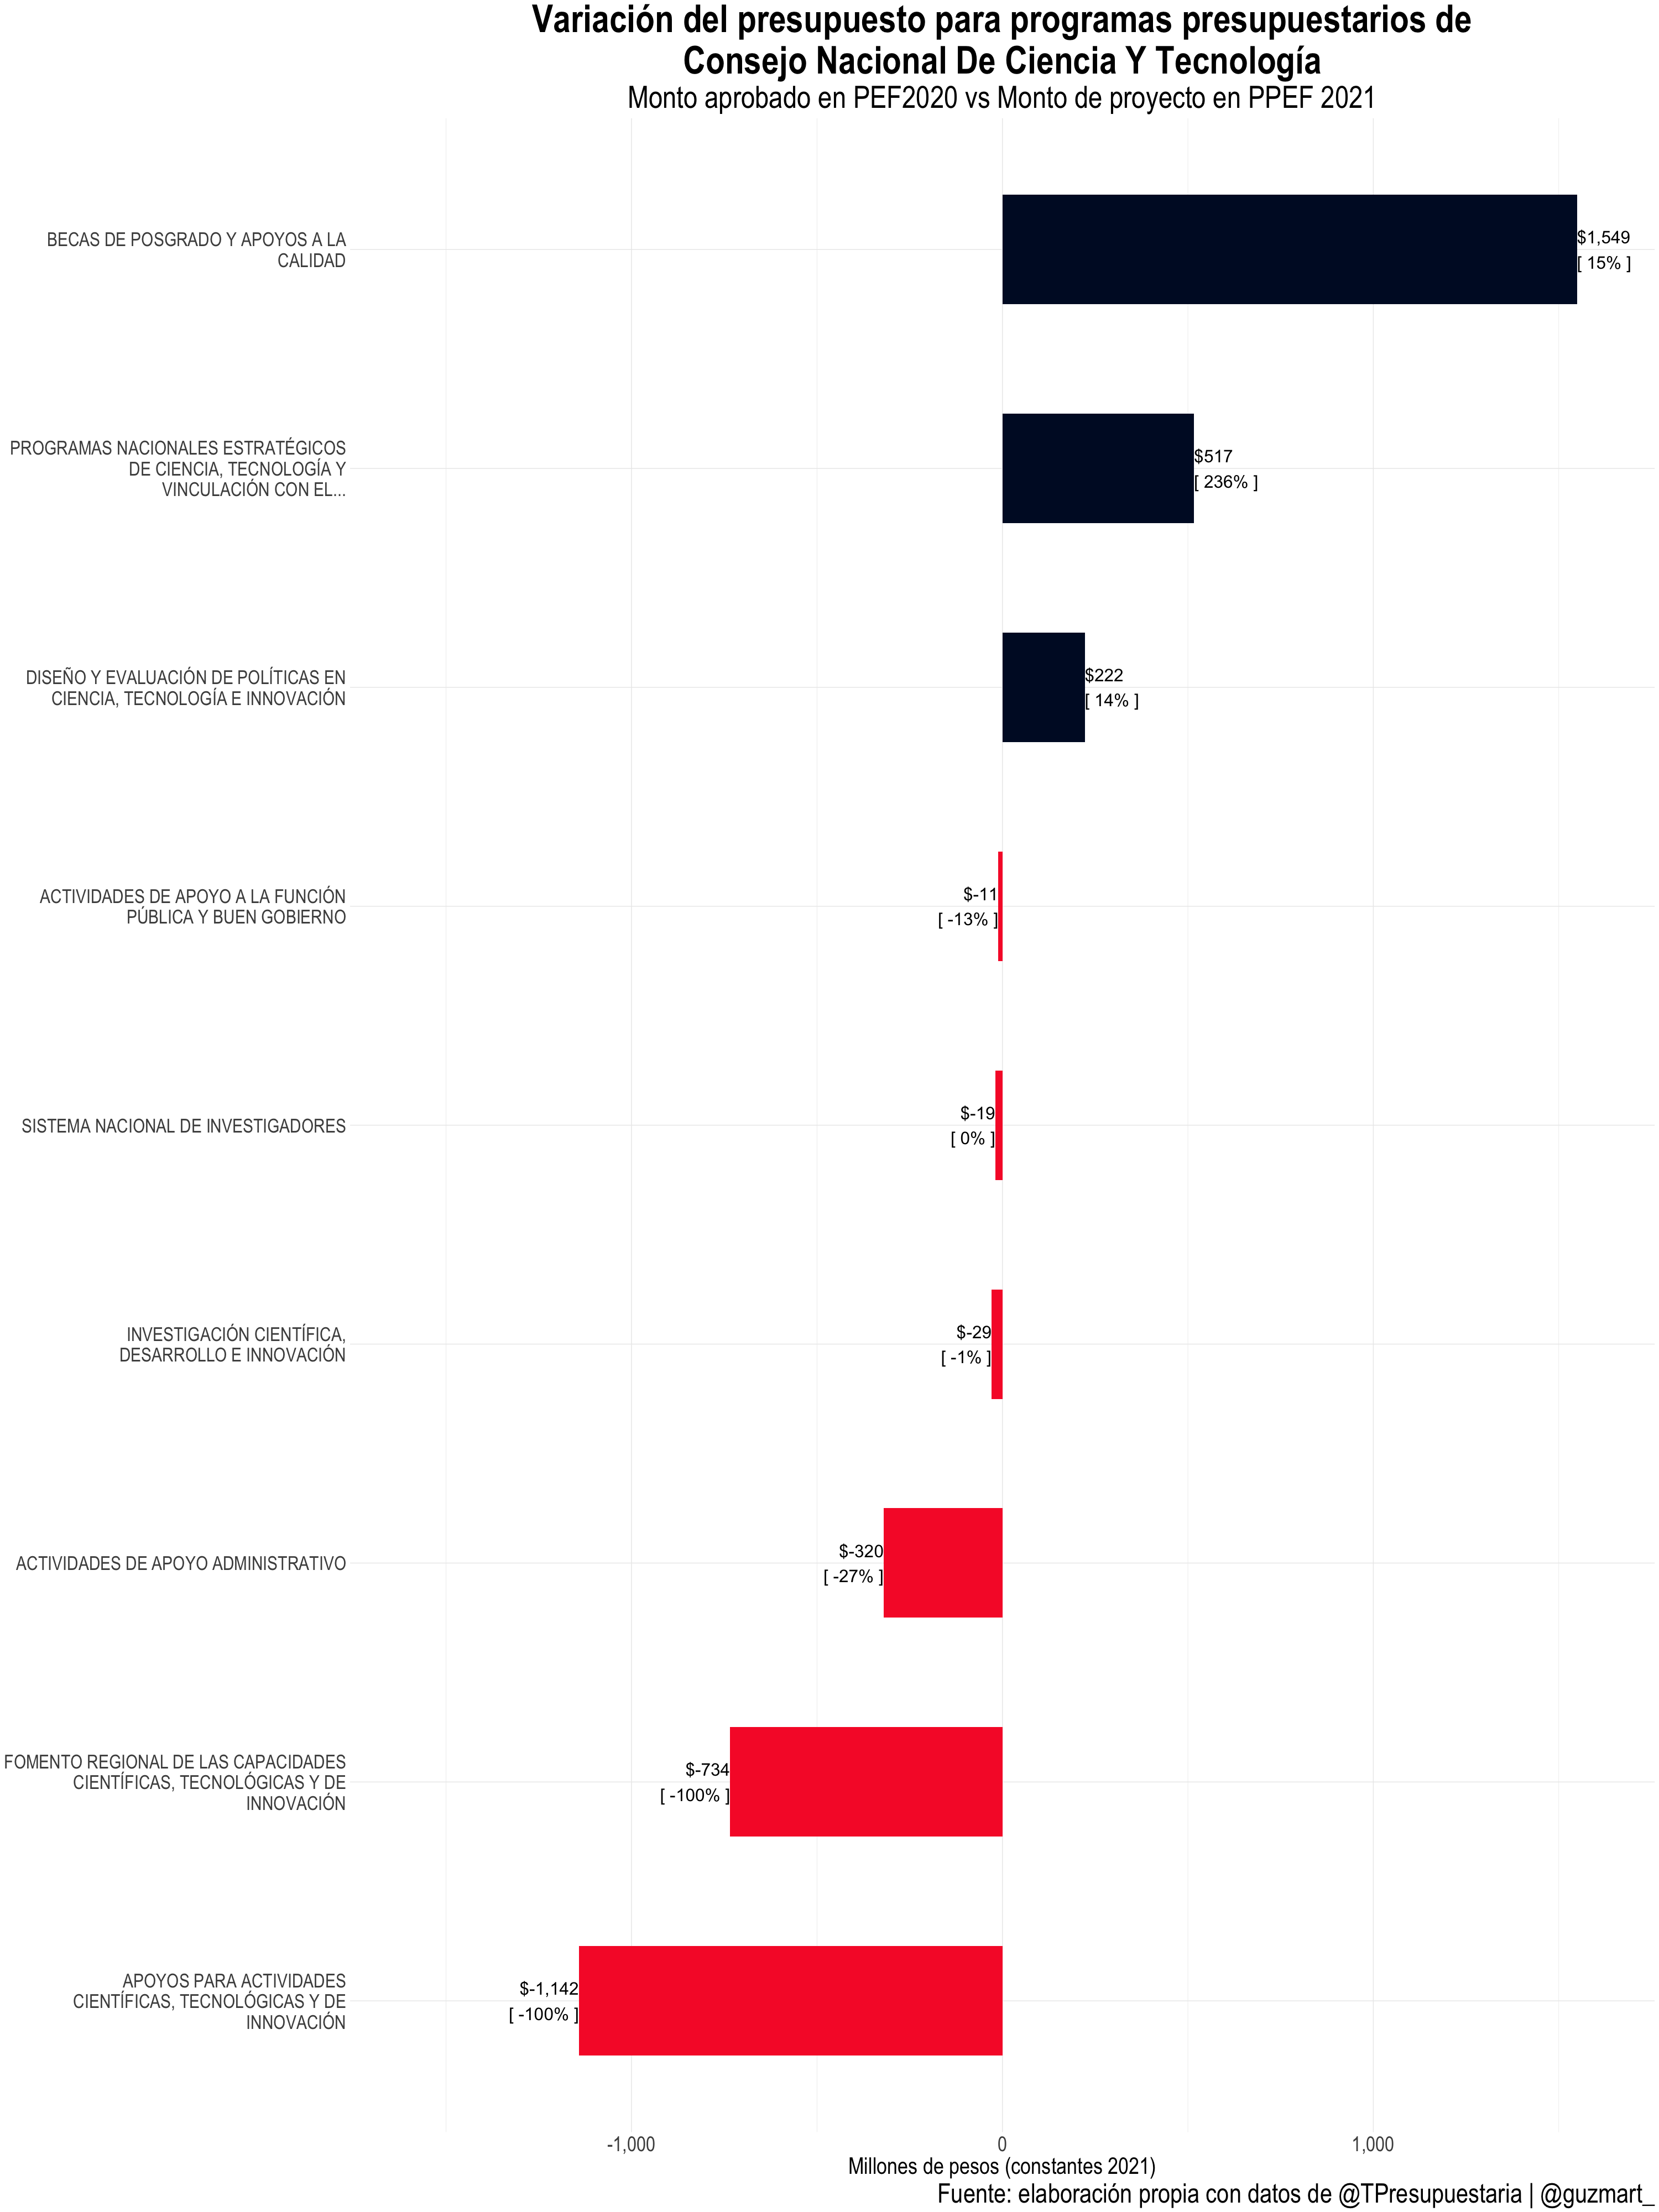 Variación del presupuesto para programas presupuestarios de
Consejo Nacional De Ciencia Y Tecnología
Monto aprobado en PEF2020 vs Monto de proyecto en PPEF 2021
BECAS DE POSGRADO Y APOYOS A LA
CALIDAD
$1,549
[ 15% ]
PROGRAMAS NACIONALES ESTRATÉGICOS
DE CIENCIA, TECNOLOGÍA Y
VINCULACIÓN CON EL...
$517
[ 236% ]
DISEÑO Y EVALUACIÓN DE POLÍTICAS EN
CIENCIA, TECNOLOGÍA E INNOVACIÓN
$222
[ 14% ]
ACTIVIDADES DE APOYO A LA FUNCIÓN
PÚBLICA Y BUEN GOBIERNO
$-11
[ -13% ]
SISTEMA NACIONAL DE INVESTIGADORES
$-19
[ 0% ]
INVESTIGACIÓN CIENTÍFICA,
DESARROLLO E INNOVACIÓN
$-29
[ -1% ]
ACTIVIDADES DE APOYO ADMINISTRATIVO
$-320
[ -27% ]
FOMENTO REGIONAL DE LAS CAPACIDADES
CIENTÍFICAS, TECNOLÓGICAS Y DE
INNOVACIÓN
$-734
[ -100% ]
APOYOS PARA ACTIVIDADES
CIENTÍFICAS, TECNOLÓGICAS Y DE
INNOVACIÓN
$-1,142
[ -100% ]
-1,000
0
1,000
Millones de pesos (constantes 2021)
Fuente: elaboración propia con datos de @TPresupuestaria | @guzmart_